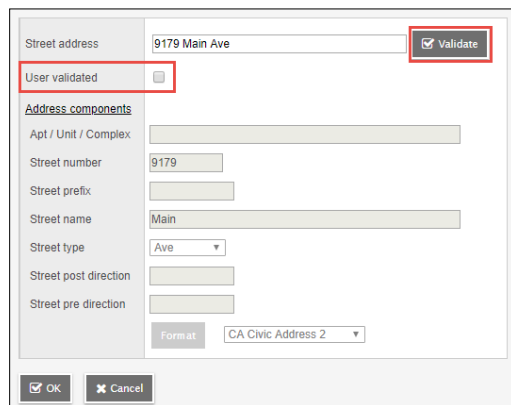 Street address 9179 Main Ave Validate
User validated
Address components
Apt / Unit / Complex
Street number 9179
Street prefix
Street name Main
Street type Ave
Street post direction
Street pre direction
Format CA Civic Address 2
OK Cancel